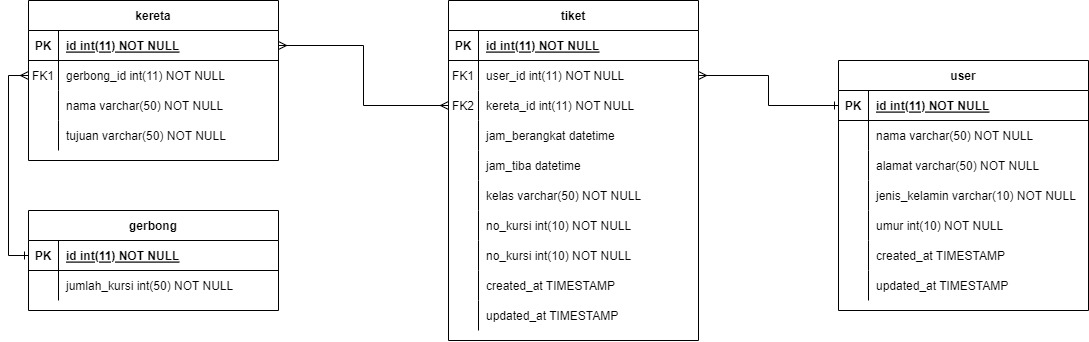 kereta
PK id int(11) NOT NULL
FK1 gerbong_id int(11) NOT NULL
nama varchar(50) NOT NULL
tujuan varchar(50) NOT NULL
gerbong
PK id int(11) NOT NULL
jumlah_kursi int(50) NOT NULL
tiket
PK id int(11) NOT NULL
FK1 user_id int(11) NOT NULL
FK2 kereta_id int(11) NOT NULL
jam_berangkat datetime
jam_tiba datetime
kelas varchar(50) NOT NULL
no_kursi int(10) NOT NULL
no_kursi int(10) NOT NULL
created_at TIMESTAMP
updated_at TIMESTAMP
user
PK id int(11) NOT NULL
nama varchar(50) NOT NULL
alamat varchar(50) NOT NULL
jenis_kelamin varchar(10) NOT NULL
umur int(10) NOT NULL
created_at TIMESTAMP
updated_at TIMESTAMP